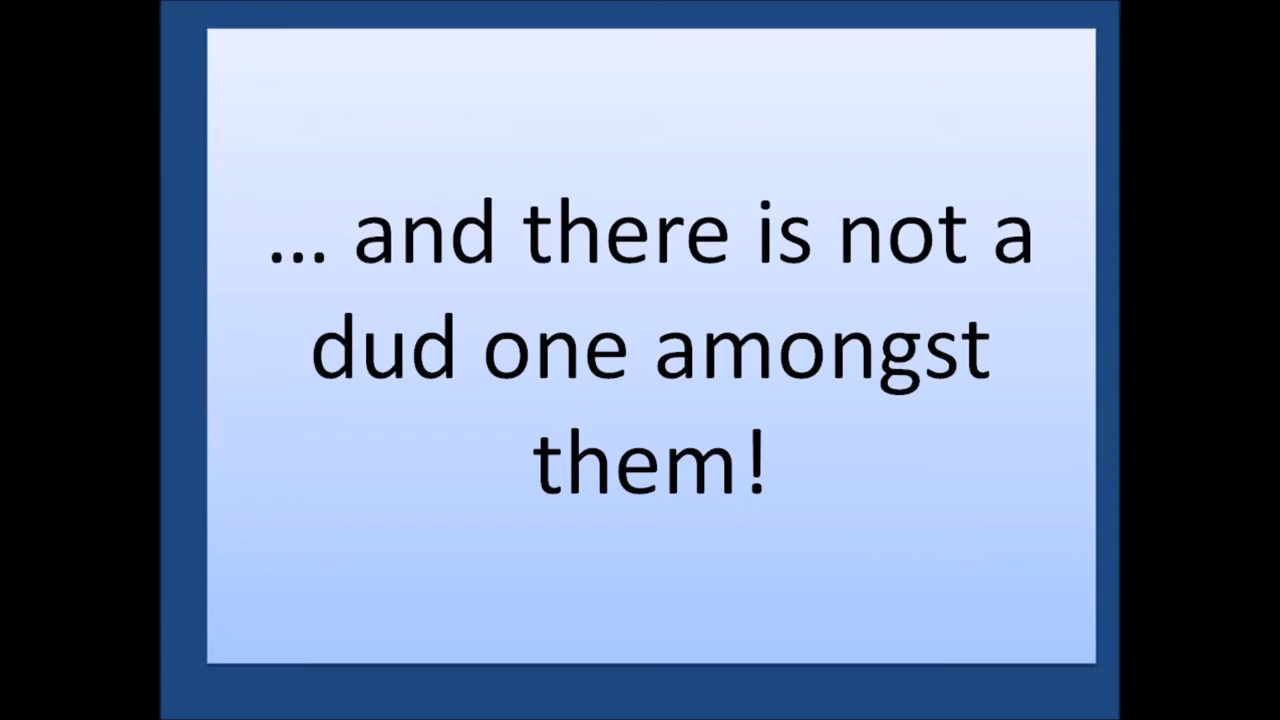 ... and there is not a
dud one amongst
them!